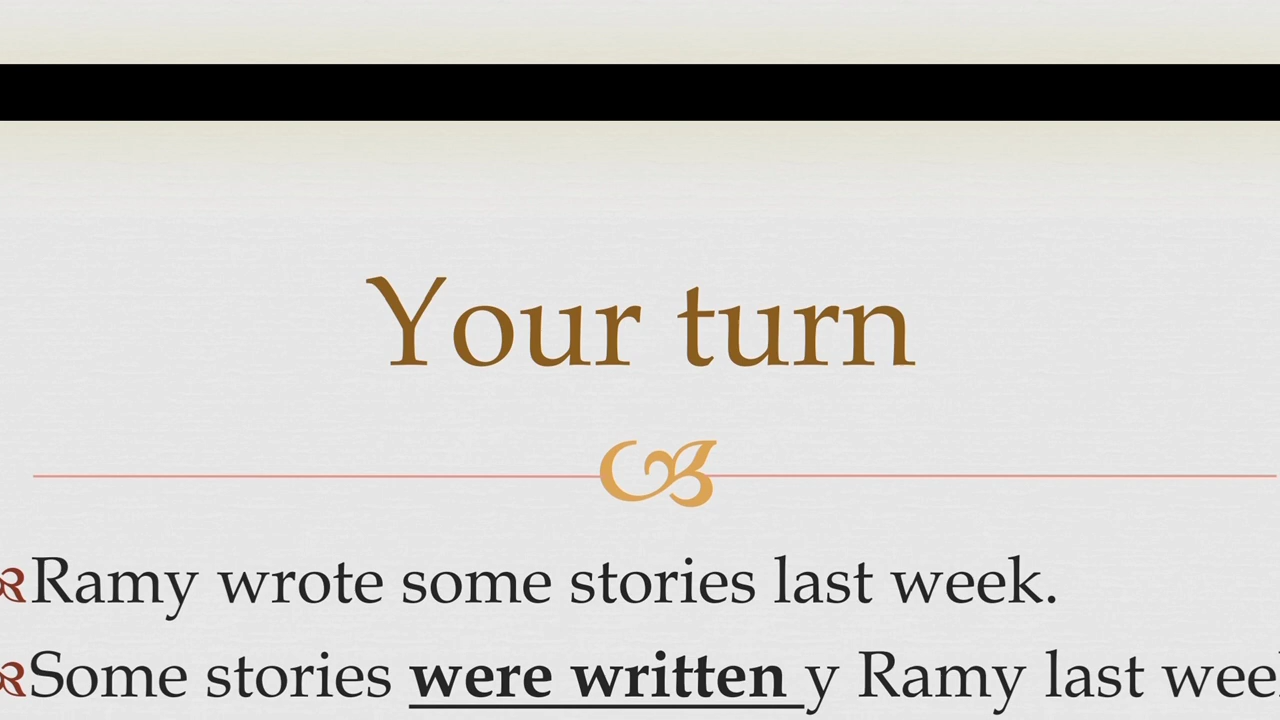 Your turn
Ramy wrote some stories last week.
Some stories were written y Ramy last wee